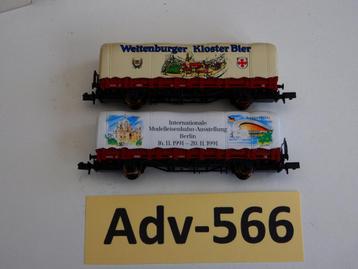 Weltenburger Kloster Bier
Internationale
Modelleisenbahn-Ausstellung
Berlin
16.11.1991 - 20.11.1991
Adv-566